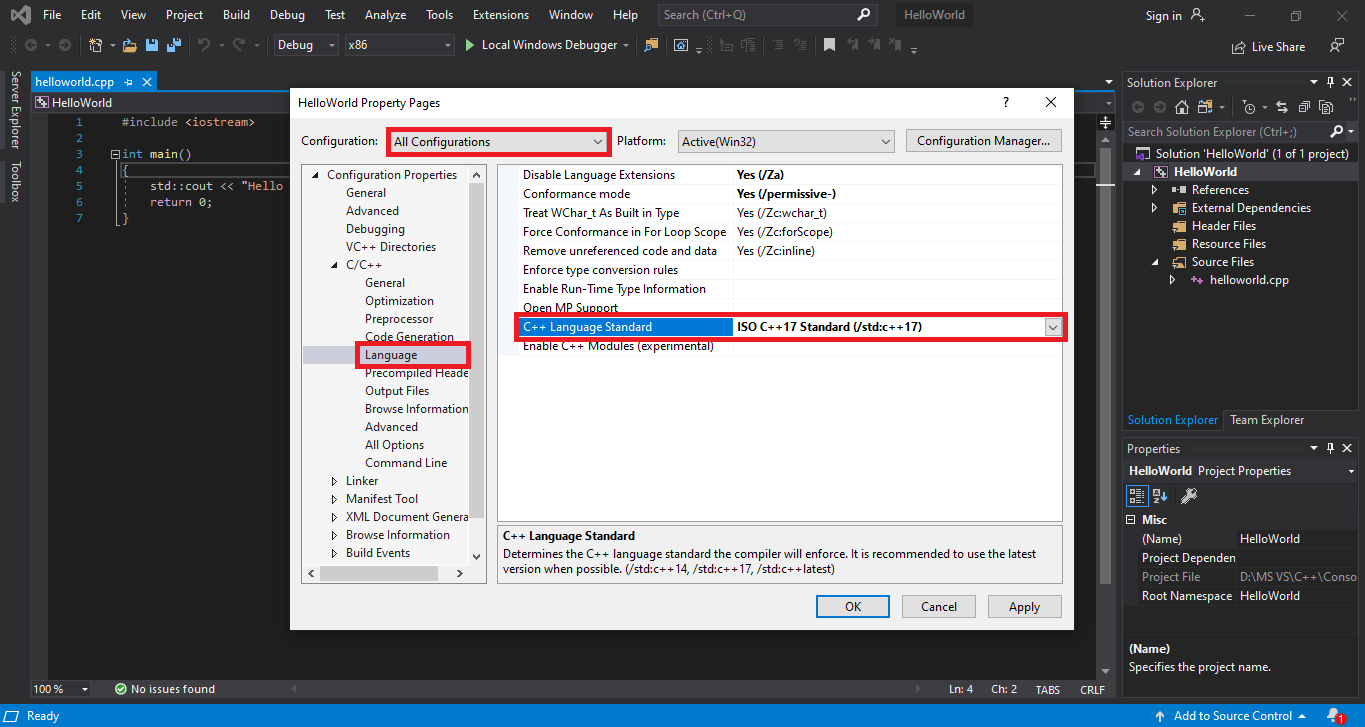 File Edit View Project Build Debug Test Analyze Tools Extensions Window Help Search (Ctrl+Q) HelloWorld Sign in
Debug x86 Local Windows Debugger Live Share
Server Explorer
Toolbox
helloworld.cpp
HelloWorld
1 #include <iostream>
2
3 int main()
4 {
5 std::cout << "Hello
6 return 0;
7 }
HelloWorld Property Pages ?
Configuration: All Configurations Platform: Active(Win32) Configuration Manager...
Configuration Properties
General
Advanced
Debugging
VC++ Directories
C/C++
General
Optimization
Preprocessor
Code Generation
Language
Precompiled Heade
Output Files
Browse Information
Advanced
All Options
Command Line
Linker
Manifest Tool
XML Document Genera
Browse Information
Build Events
Disable Language Extensions Yes (/Za)
Conformance mode Yes (/permissive-)
Treat WChar_t As Built in Type Yes (/Zc:wchar_t)
Force Conformance in For Loop Scope Yes (/Zc:forScope)
Remove unreferenced code and data Yes (/Zc:inline)
Enforce type conversion rules
Enable Run-Time Type Information
Open MP Support
C++ Language Standard ISO C++17 Standard (/std:c++17)
Enable C++ Modules (experimental)
C++ Language Standard
Determines the C++ language standard the compiler will enforce. It is recommended to use the latest
version when possible. (/std:c++14, /std:c++17, /std:c++latest)
OK Cancel Apply
Solution Explorer
Search Solution Explorer (Ctrl+;)
Solution 'HelloWorld' (1 of 1 project)
HelloWorld
References
External Dependencies
Header Files
Resource Files
Source Files
helloworld.cpp
Solution Explorer Team Explorer
Properties
HelloWorld Project Properties
Misc
(Name) HelloWorld
Project Dependen
Project File D:\MS VS\C++\Conso
Root Namespace HelloWorld
(Name)
Specifies the project name.
100 % No issues found Ln: 4 Ch: 2 TABS CRLF
Ready Add to Source Control 1